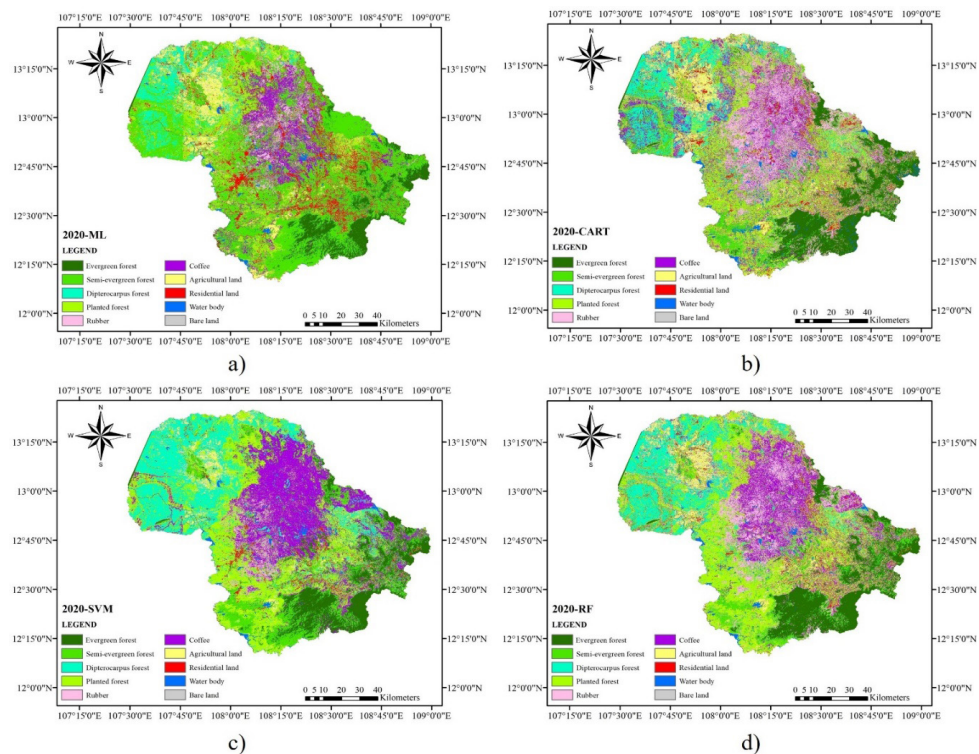 107°15'0"E 107°30'0"E 107°45'0"E 108°0'0"E 108°15'0"E 108°30'0"E 108°45'0"E 109°0'0"E
N
W E
S
13°15'0"N 13°15'0"N
13°0'0"N 13°0'0"N
12°45'0"N 12°45'0"N
12°30'0"N 12°30'0"N
12°15'0"N 12°15'0"N
12°0'0"N 12°0'0"N
2020-ML
LEGEND
Evergreen forest Coffee
Semi-evergreen forest Agricultural land
Dipterocarpus forest Residential land
Planted forest Water body
Rubber Bare land
0 5 10 20 30 40
Kilometers
107°15'0"E 107°30'0"E 107°45'0"E 108°0'0"E 108°15'0"E 108°30'0"E 108°45'0"E 109°0'0"E
a)
107°15'0"E 107°30'0"E 107°45'0"E 108°0'0"E 108°15'0"E 108°30'0"E 108°45'0"E 109°0'0"E
N
W E
S
13°15'0"N 13°15'0"N
13°0'0"N 13°0'0"N
12°45'0"N 12°45'0"N
12°30'0"N 12°30'0"N
12°15'0"N 12°15'0"N
12°0'0"N 12°0'0"N
2020-CART
LEGEND
Evergreen forest Coffee
Semi-evergreen forest Agricultural land
Dipterocarpus forest Residential land
Planted forest Water body
Rubber Bare land
0 5 10 20 30 40
Kilometers
107°15'0"E 107°30'0"E 107°45'0"E 108°0'0"E 108°15'0"E 108°30'0"E 108°45'0"E 109°0'0"E
b)
107°15'0"E 107°30'0"E 107°45'0"E 108°0'0"E 108°15'0"E 108°30'0"E 108°45'0"E 109°0'0"E
N
W E
S
13°15'0"N 13°15'0"N
13°0'0"N 13°0'0"N
12°45'0"N 12°45'0"N
12°30'0"N 12°30'0"N
12°15'0"N 12°15'0"N
12°0'0"N 12°0'0"N
2020-SVM
LEGEND
Evergreen forest Coffee
Semi-evergreen forest Agricultural land
Dipterocarpus forest Residential land
Planted forest Water body
Rubber Bare land
0 5 10 20 30 40
Kilometers
107°15'0"E 107°30'0"E 107°45'0"E 108°0'0"E 108°15'0"E 108°30'0"E 108°45'0"E 109°0'0"E
c)
107°15'0"E 107°30'0"E 107°45'0"E 108°0'0"E 108°15'0"E 108°30'0"E 108°45'0"E 109°0'0"E
N
W E
S
13°15'0"N 13°15'0"N
13°0'0"N 13°0'0"N
12°45'0"N 12°45'0"N
12°30'0"N 12°30'0"N
12°15'0"N 12°15'0"N
12°0'0"N 12°0'0"N
2020-RF
LEGEND
Evergreen forest Coffee
Semi-evergreen forest Agricultural land
Dipterocarpus forest Residential land
Planted forest Water body
Rubber Bare land
0 5 10 20 30 40
Kilometers
107°15'0"E 107°30'0"E 107°45'0"E 108°0'0"E 108°15'0"E 108°30'0"E 108°45'0"E 109°0'0"E
d)